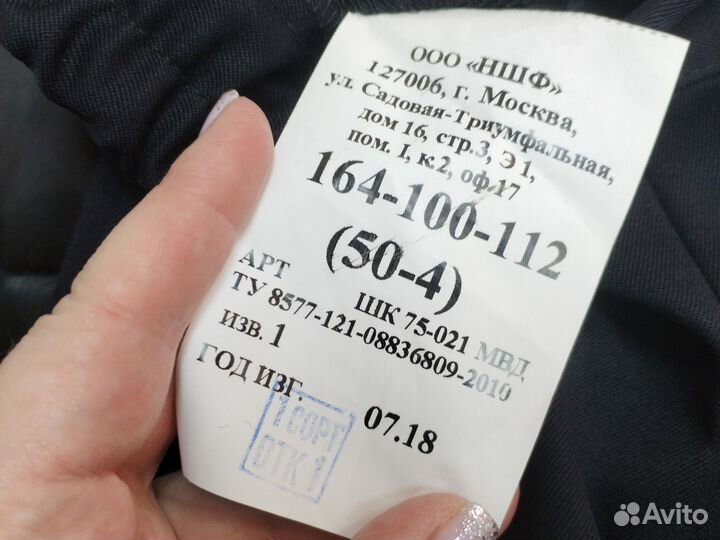 ООО «НШФ»
127006, г. Москва,
ул. Садовая-Триумфальная,
дом 16, стр.3, Э 1,
пом. I, к.2, оф.17
164-100-112
(50-4)
АРТ ШК 75-021 МВД
ТУ 8577-121-08836809-2010
ИЗВ. 1
ГОД ИЗГ. 07.18
1 СОРТ
ОТК 1
Avito